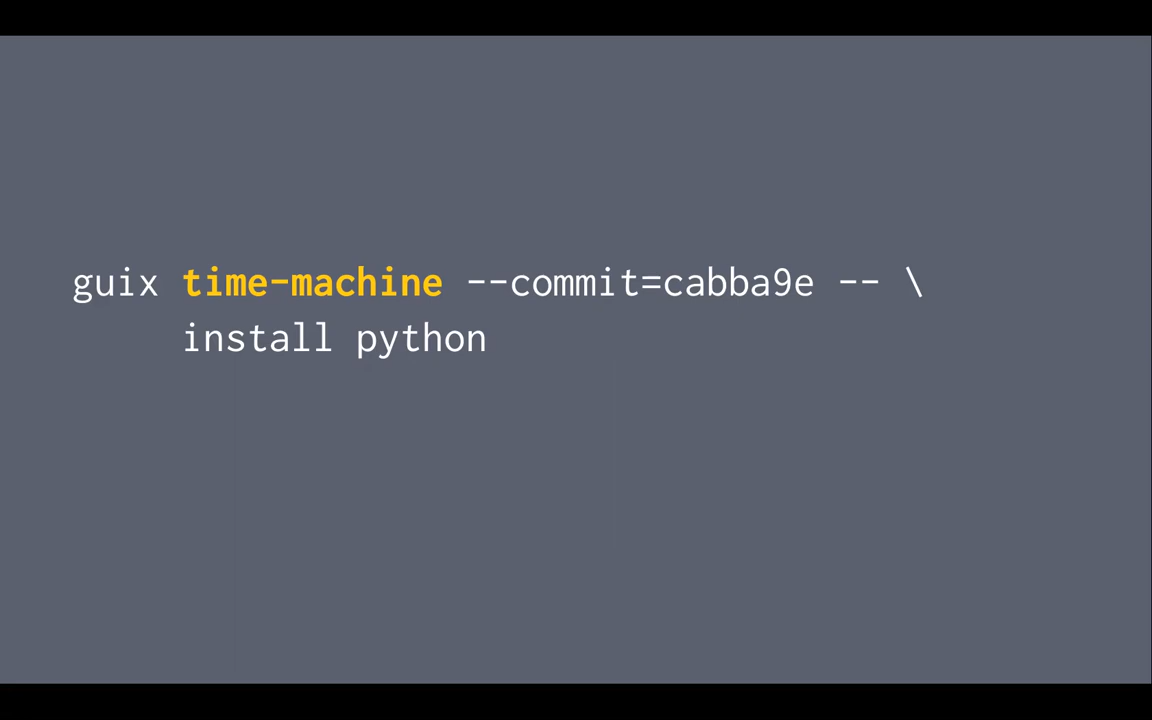 guix time-machine --commit=cabba9e -- \
install python